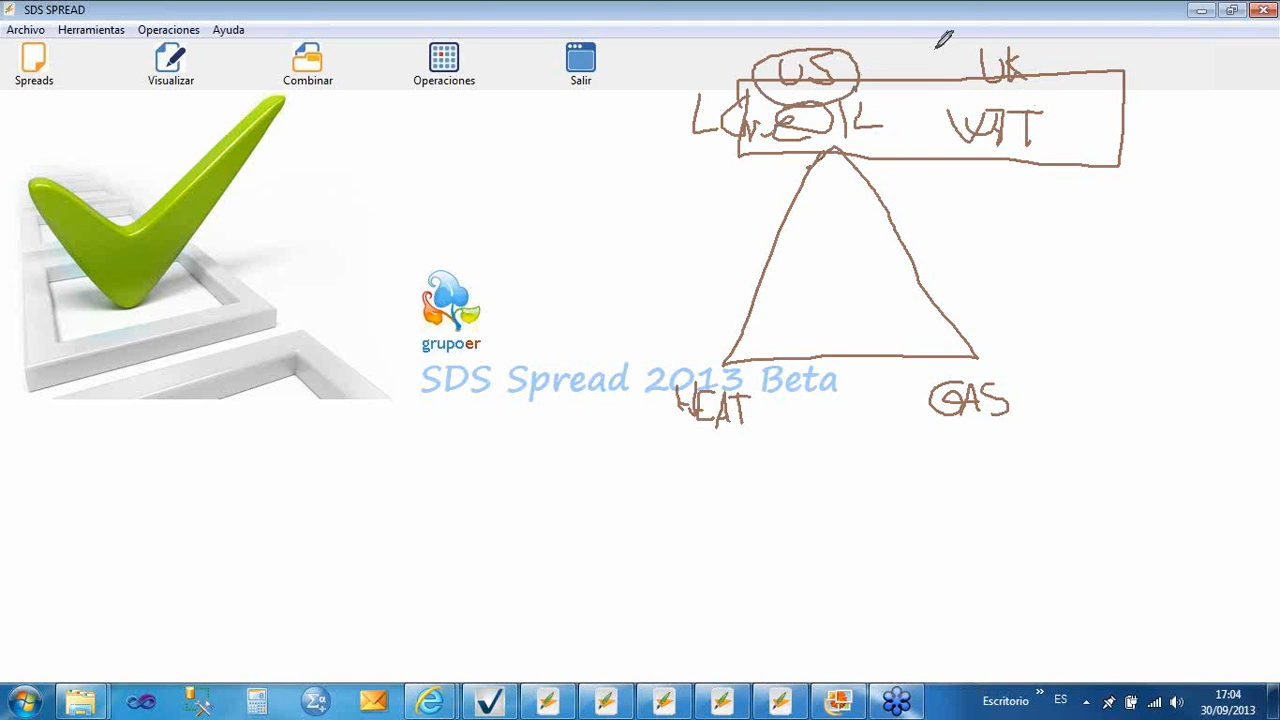 SDS SPREAD
Archivo Herramientas Operaciones Ayuda
Spreads Visualizar Combinar Operaciones Salir
US UK
L L
grupoer
SDS Spread 2013 Beta
HEAT GAS
Escritorio » ES 17:04
30/09/2013